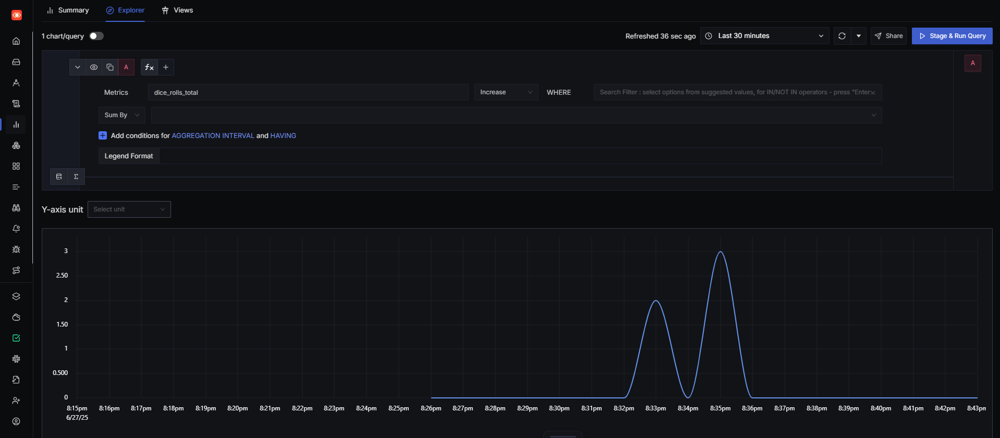 Summary Explorer Views
1 chart/query Refreshed 36 sec ago Last 30 minutes Share Stage & Run Query
A A
Metrics dice_rolls_total Increase WHERE Search Filter : select options from suggested values, for IN/NOT IN operators - press "Enter
Sum By
Add conditions for AGGREGATION INTERVAL and HAVING
Legend Format
Σ
Y-axis unit Select unit
3
2.50
2
1.50
1
0.500
0
8:15pm 8:16pm 8:17pm 8:18pm 8:19pm 8:20pm 8:21pm 8:22pm 8:23pm 8:24pm 8:25pm 8:26pm 8:27pm 8:28pm 8:29pm 8:30pm 8:31pm 8:32pm 8:33pm 8:34pm 8:35pm 8:36pm 8:37pm 8:38pm 8:39pm 8:40pm 8:41pm 8:42pm 8:43pm
6/27/25